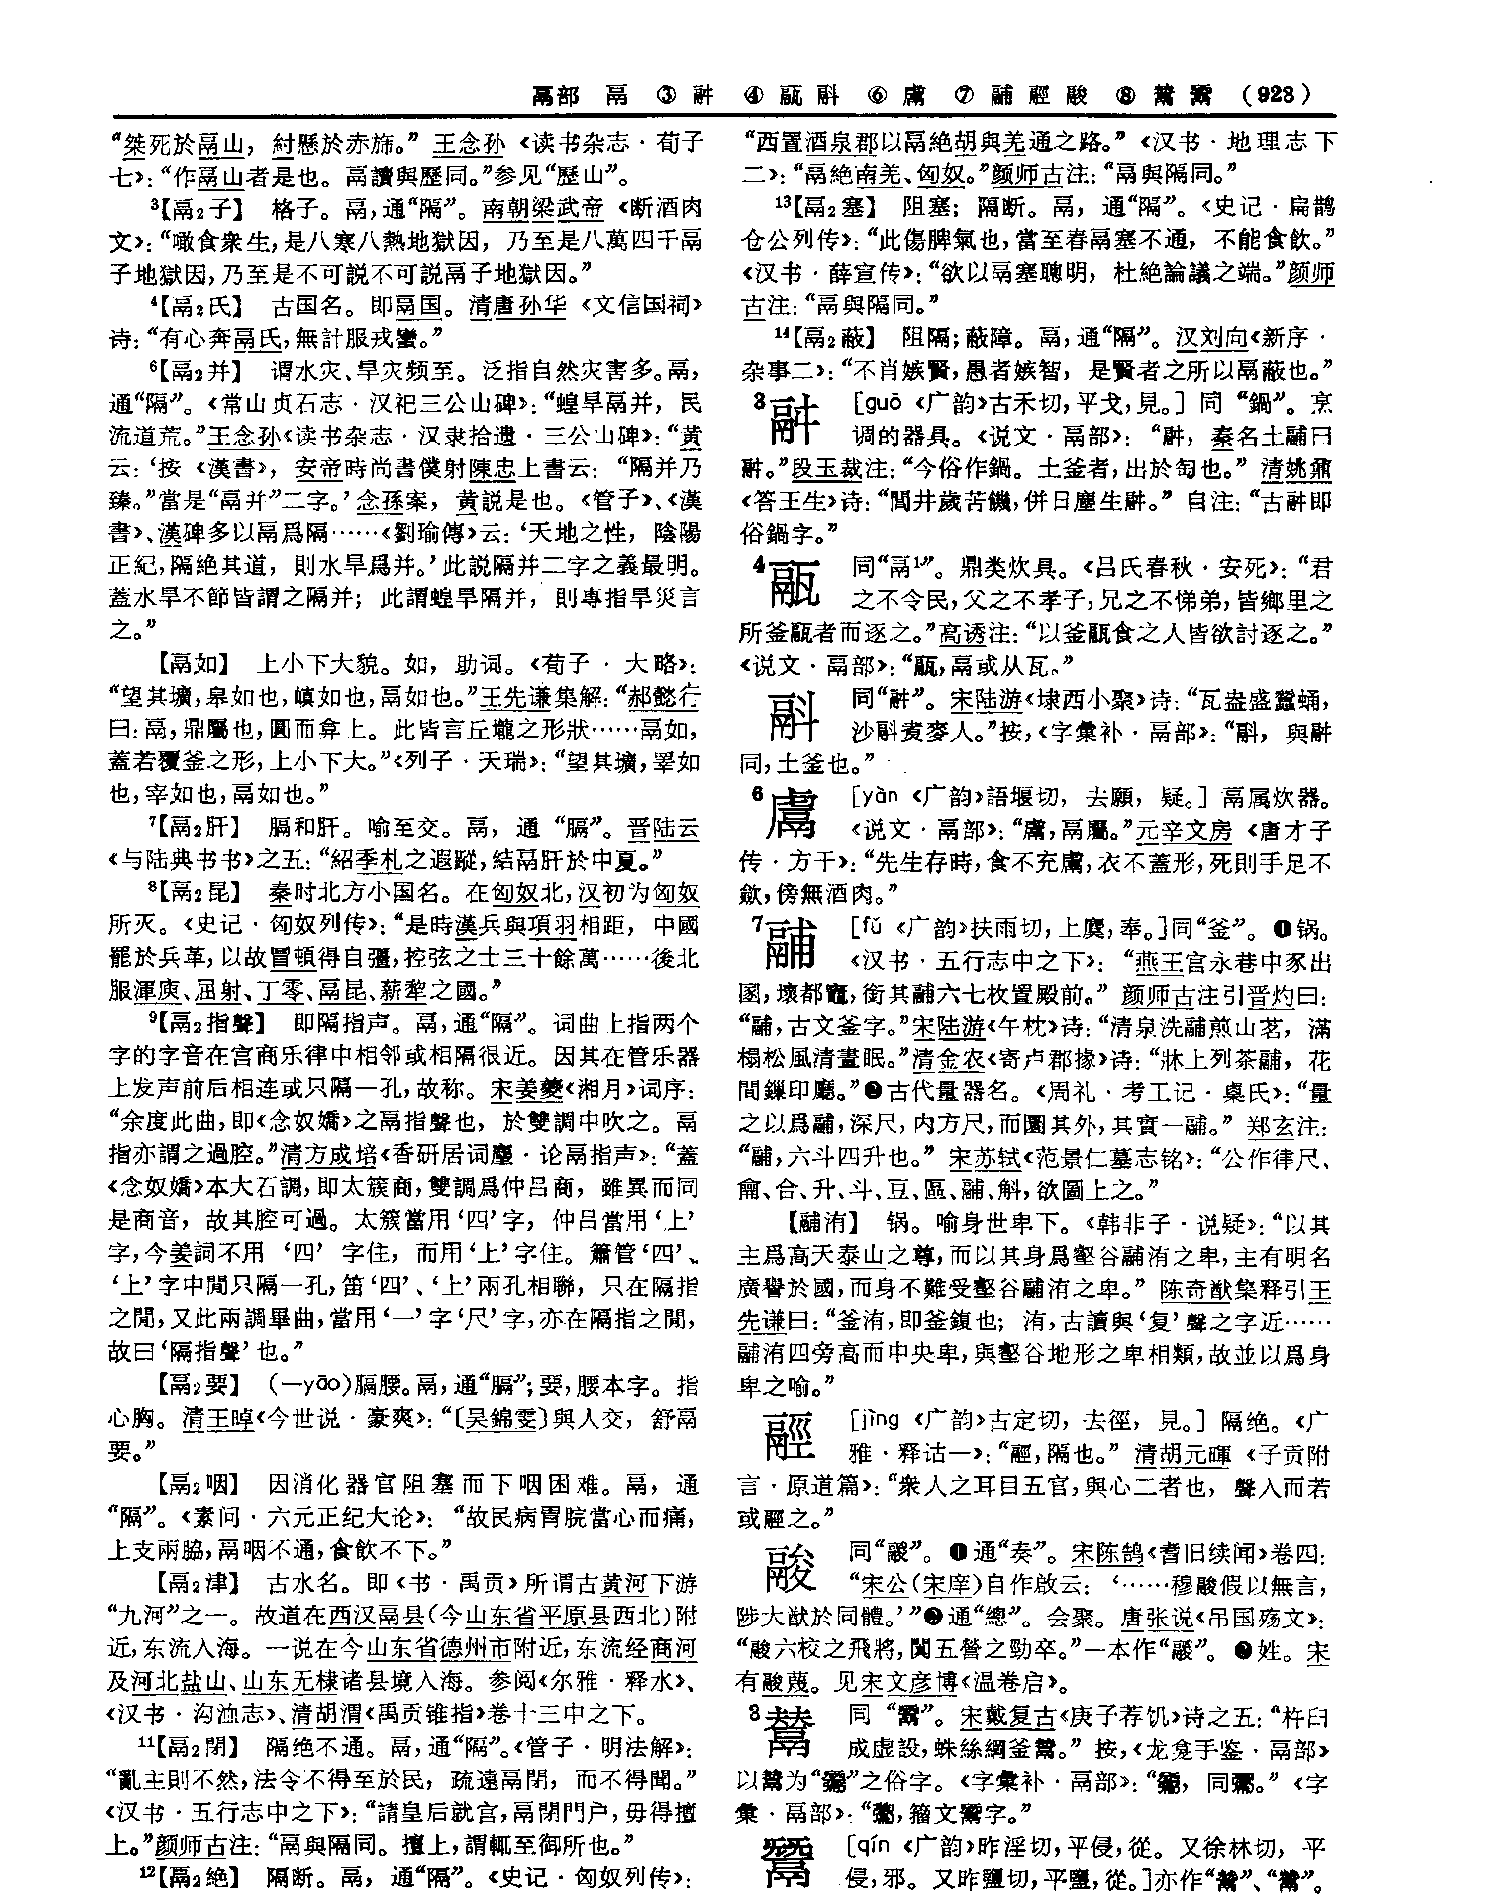 鬲部　鬲　③䰛　④㼌䰝　⑥鬳　⑦䰞䰳䰟　⑧䰞鬵　(923)
“桀死於鬲山，紂懸於赤旆。”王念孙《读书杂志·荀子
七》：“作鬲山者是也。鬲讀與歷同。”参见“歷山”。
³【鬲₂子】　格子。鬲，通“隔”。南朝梁武帝《断酒肉
文》：“噉食衆生，是八寒八熱地獄因，乃至是八萬四千鬲
子地獄因，乃至是不可説不可説鬲子地獄因。”
⁴【鬲₂氏】　古国名。即鬲国。清唐孙华《文信国祠》
诗：“有心奔鬲氏，無計服戎蠻。”
⁶【鬲₂并】　谓水灾、旱灾频至。泛指自然灾害多。鬲，
通“隔”。《常山贞石志·汉祀三公山碑》：“蝗旱鬲并，民
流道荒。”王念孙《读书杂志·汉隶拾遗·三公山碑》：“黄
云：‘按《漢書》，安帝時尚書僕射陳忠上書云：“隔并乃
臻。”當是“鬲并”二字。’念孫案，黄説是也。《管子》、《漢
書》、漢碑多以鬲爲隔……《劉瑜傳》云：‘天地之性，陰陽
正紀，隔絶其道，則水旱爲并。’此説隔并二字之義最明。
蓋水旱不節皆謂之隔并；此謂蝗旱隔并，則專指旱災言
之。”
【鬲如】　上小下大貌。如，助词。《荀子·大略》：
“望其壙，皋如也，嵮如也，鬲如也。”王先谦集解：“郝懿行
曰：鬲，鼎屬也，圓而弇上。此皆言丘壠之形狀……鬲如，
蓋若覆釜之形，上小下大。”《列子·天瑞》：“望其壙，睪如
也，宰如也，鬲如也。”
⁷【鬲₂肝】　膈和肝。喻至交。鬲，通“膈”。晋陆云
《与陆典书书》之五：“紹季札之遐蹤，結鬲肝於中夏。”
⁸【鬲₂昆】　秦时北方小国名。在匈奴北，汉初为匈奴
所灭。《史记·匈奴列传》：“是時漢兵與項羽相距，中國
罷於兵革，以故冒頓得自彊，控弦之士三十餘萬……後北
服渾庾、屈射、丁零、鬲昆、薪犂之國。”
⁹【鬲₂指聲】　即隔指声。鬲，通“隔”。词曲上指两个
字的字音在宫商乐律中相邻或相隔很近。因其在管乐器
上发声前后相连或只隔一孔，故称。宋姜夔《湘月》词序：
“余度此曲，即《念奴嬌》之鬲指聲也，於雙調中吹之。鬲
指亦謂之過腔。”清方成培《香研居词麈·论鬲指声》：“蓋
《念奴嬌》本大石調，即太簇商，雙調爲仲吕商，雖異而同
是商音，故其腔可過。太簇當用‘四’字，仲吕當用‘上’
字，今姜詞不用‘四’字住，而用‘上’字住。簫管‘四’、
‘上’字中間只隔一孔，笛‘四’、‘上’兩孔相聯，只在隔指
之間，又此兩調畢曲，當用‘一’字‘尺’字，亦在隔指之間，
故曰‘隔指聲’也。”
【鬲₂要】　（—yāo）膈腰。鬲，通“膈”；要，腰本字。指
心胸。清王晫《今世说·豪爽》：“〔吴錦雯〕與人交，舒鬲
要。”
【鬲₂咽】　因消化器官阻塞而下咽困难。鬲，通
“隔”。《素问·六元正纪大论》：“故民病胃脘當心而痛，
上支兩脇，鬲咽不通，食飲不下。”
【鬲₂津】　古水名。即《书·禹贡》所谓古黄河下游
“九河”之一。故道在西汉鬲县（今山东省平原县西北）附
近，东流入海。一说在今山东省德州市附近，东流经商河
及河北盐山、山东无棣诸县境入海。参阅《尔雅·释水》、
《汉书·沟洫志》、清胡渭《禹贡锥指》卷十三中之下。
¹¹【鬲₂閉】　隔绝不通。鬲，通“隔”。《管子·明法解》：
“亂主則不然，法令不得至於民，疏遠鬲閉，而不得聞。”
《汉书·五行志中之下》：“請皇后就宫，鬲閉門户，毋得擅
上。”颜师古注：“鬲與隔同。擅上，謂輒至御所也。”
¹²【鬲₂絶】　隔断。鬲，通“隔”。《史记·匈奴列传》：
“西置酒泉郡以鬲絶胡與羌通之路。”《汉书·地理志下
二》：“鬲絶南羌、匈奴。”颜师古注：“鬲與隔同。”
¹³【鬲₂塞】　阻塞；隔断。鬲，通“隔”。《史记·扁鹊
仓公列传》：“此傷脾氣也，當至春鬲塞不通，不能食飲。”
《汉书·薛宣传》：“欲以鬲塞聰明，杜絶論議之端。”颜师
古注：“鬲與隔同。”
¹⁴【鬲₂蔽】　阻隔；蔽障。鬲，通“隔”。汉刘向《新序·
杂事二》：“不肖嫉賢，愚者嫉智，是賢者之所以鬲蔽也。”
³䰛　［guō《广韵》古禾切，平戈，見。］同“鍋”。烹
调的器具。《说文·鬲部》：“䰛，秦名土鬴曰
䰛。”段玉裁注：“今俗作鍋。土釜者，出於匋也。”清姚鼐
《答王生》诗：“閭井歲苦饑，併日塵生䰛。”自注：“古䰛即
俗鍋字。”
⁴㼌　同“鬲¹”。鼎类炊具。《吕氏春秋·安死》：“君
之不令民，父之不孝子，兄之不悌弟，皆鄉里之
所釜㼌者而逐之。”高诱注：“以釜㼌食之人皆欲討逐之。”
《说文·鬲部》：“㼌，鬲或从瓦。”
同“䰛”。宋陆游《埭西小聚》诗：“瓦盎盛蠶蛹，
沙煑麥人。”按，《字彙补·鬲部》：“，與䰛
同，土釜也。”
⁶鬳　［yàn《广韵》語堰切，去願，疑。］鬲属炊器。
《说文·鬲部》：“鬳，鬲屬。”元辛文房《唐才子
传·方干》：“先生存時，食不充鬳，衣不蓋形，死則手足不
斂，傍無酒肉。”
⁷鬴　［fǔ《广韵》扶雨切，上麌，奉。］同“釜”。❶锅。
《汉书·五行志中之下》：“燕王宫永巷中豕出
圂，壞都竈，銜其鬴六七枚置殿前。”颜师古注引晋灼曰：
“鬴，古文釜字。”宋陆游《午枕》诗：“清泉洗鬴煎山茗，滿
榻松風清晝眠。”清金农《寄卢郡掾》诗：“牀上列茶鬴，花
間鏁印廳。”❷古代量器名。《周礼·考工记·㮚氏》：“量
之以爲鬴，深尺，内方尺，而圜其外，其實一鬴。”郑玄注：
“鬴，六斗四升也。”宋苏轼《范景仁墓志铭》：“公作律尺、
龠、合、升、斗、豆、區、鬴、斛，欲圖上之。”
【鬴洧】　锅。喻身世卑下。《韩非子·说疑》：“以其
主爲高天泰山之尊，而以其身爲壑谷鬴洧之卑，主有明名
廣譽於國，而身不難受壑谷鬴洧之卑。”陈奇猷集释引王
先谦曰：“釜洧，即釜鍑也；洧，古讀與‘复’聲之字近……
鬴洧四旁高而中央卑，與壑谷地形之卑相類，故並以爲身
卑之喻。”
［jìng《广韵》古定切，去徑，見。］隔绝。《广
雅·释诂一》：“，隔也。”清胡元暉《子贡附
言·原道篇》：“衆人之耳目五官，與心二者也，聲入而若
或之。”
同“鬷”。❶通“奏”。宋陈鹄《耆旧续闻》卷四：
“宋公（宋庠）自作啟云：‘……穆假以無言，
陟大猷於同體。’”❷通“總”。会聚。唐张说《吊国殇文》：
“六校之飛將，闃五營之勁卒。”一本作“鬷”。❸姓。宋
有蔑。见宋文彦博《温卷启》。
⁸　同“鬻”。宋戴复古《庚子荐饥》诗之五：“杵臼
成虚設，蛛絲網釜鬵。”按，《龙龛手鉴·鬲部》
以为“”之俗字。《字彙补·鬲部》：“，同。”《字
彙·鬲部》：“，籀文字。”
鬵　［qín《广韵》昨淫切，平侵，從。又徐林切，平
侵，邪。又昨鹽切，平鹽，從。］亦作“”、“”。